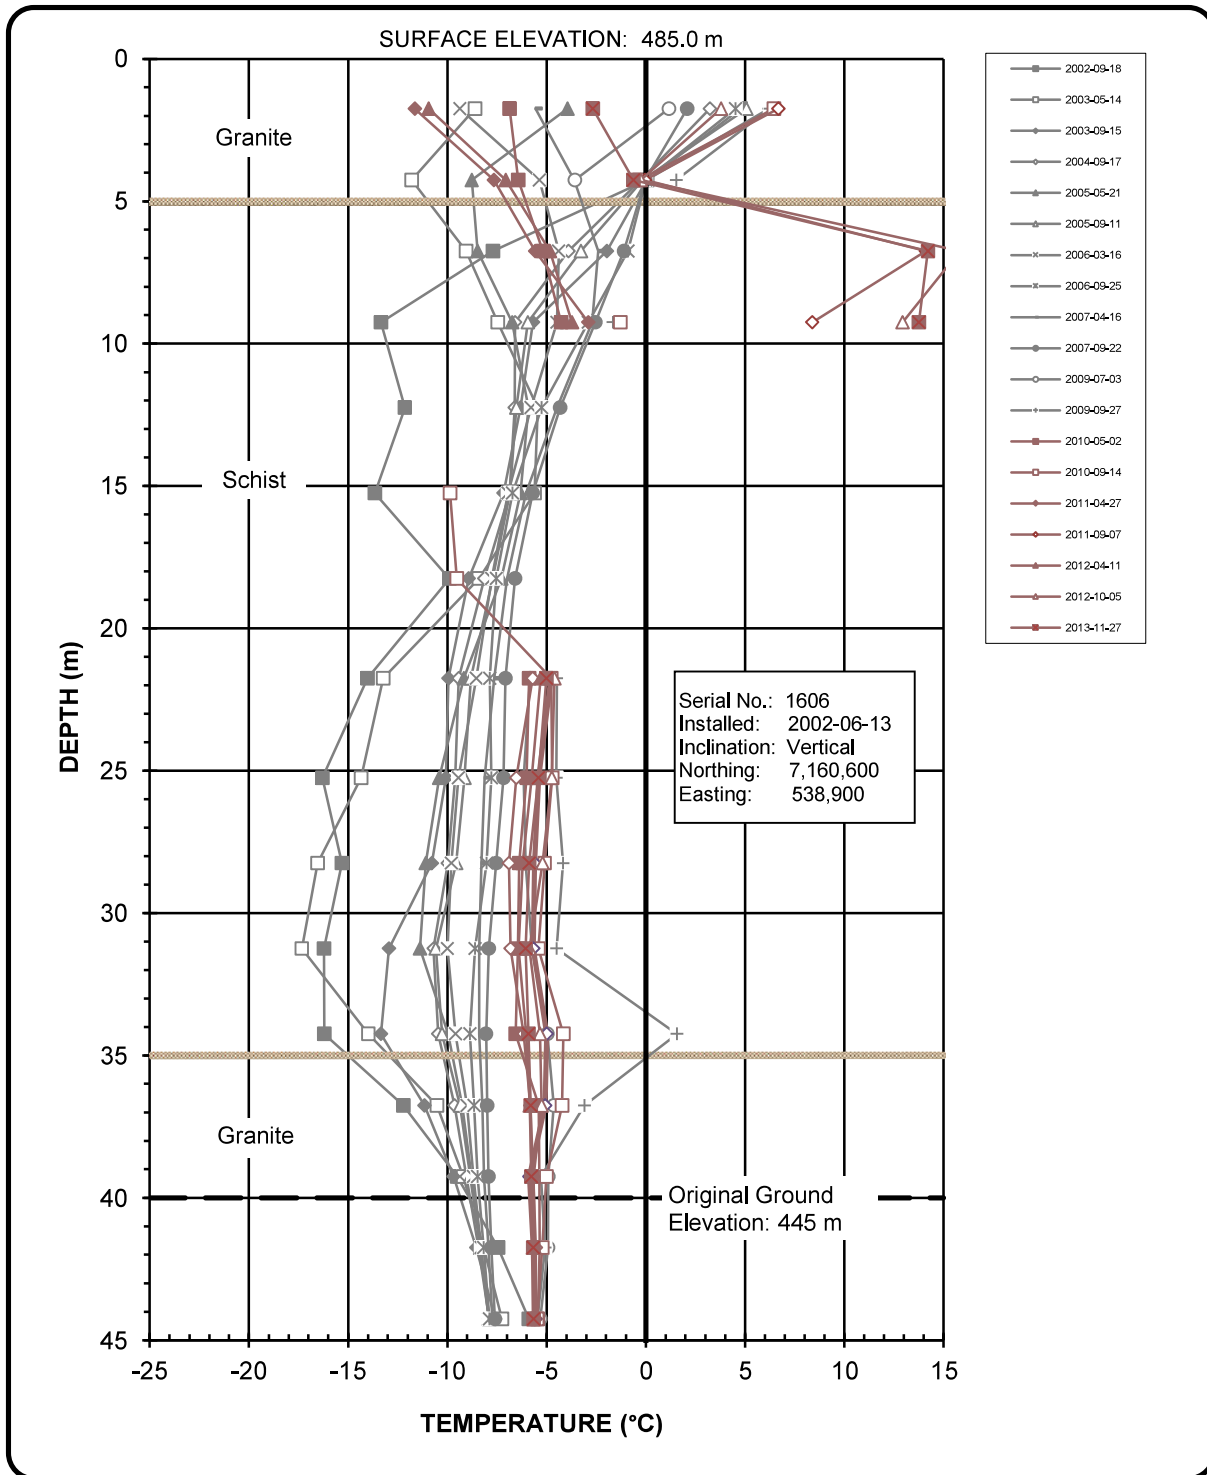 SURFACE ELEVATION: 485.0 m
0
5
10
15
20
25
30
35
40
45
DEPTH (m)
Granite
Schist
Granite
2002-09-18
2003-05-14
2003-09-15
2004-09-17
2005-05-21
2005-09-11
2006-03-16
2006-09-25
2007-04-16
2007-09-22
2009-07-03
2009-09-27
2010-05-02
2010-09-14
2011-04-27
2011-09-07
2012-04-11
2012-10-05
2013-11-27
Serial No.: 1606
Installed: 2002-06-13
Inclination: Vertical
Northing: 7,160,600
Easting: 538,900
Original Ground
Elevation: 445 m
-25 -20 -15 -10 -5 0 5 10 15
TEMPERATURE (°C)